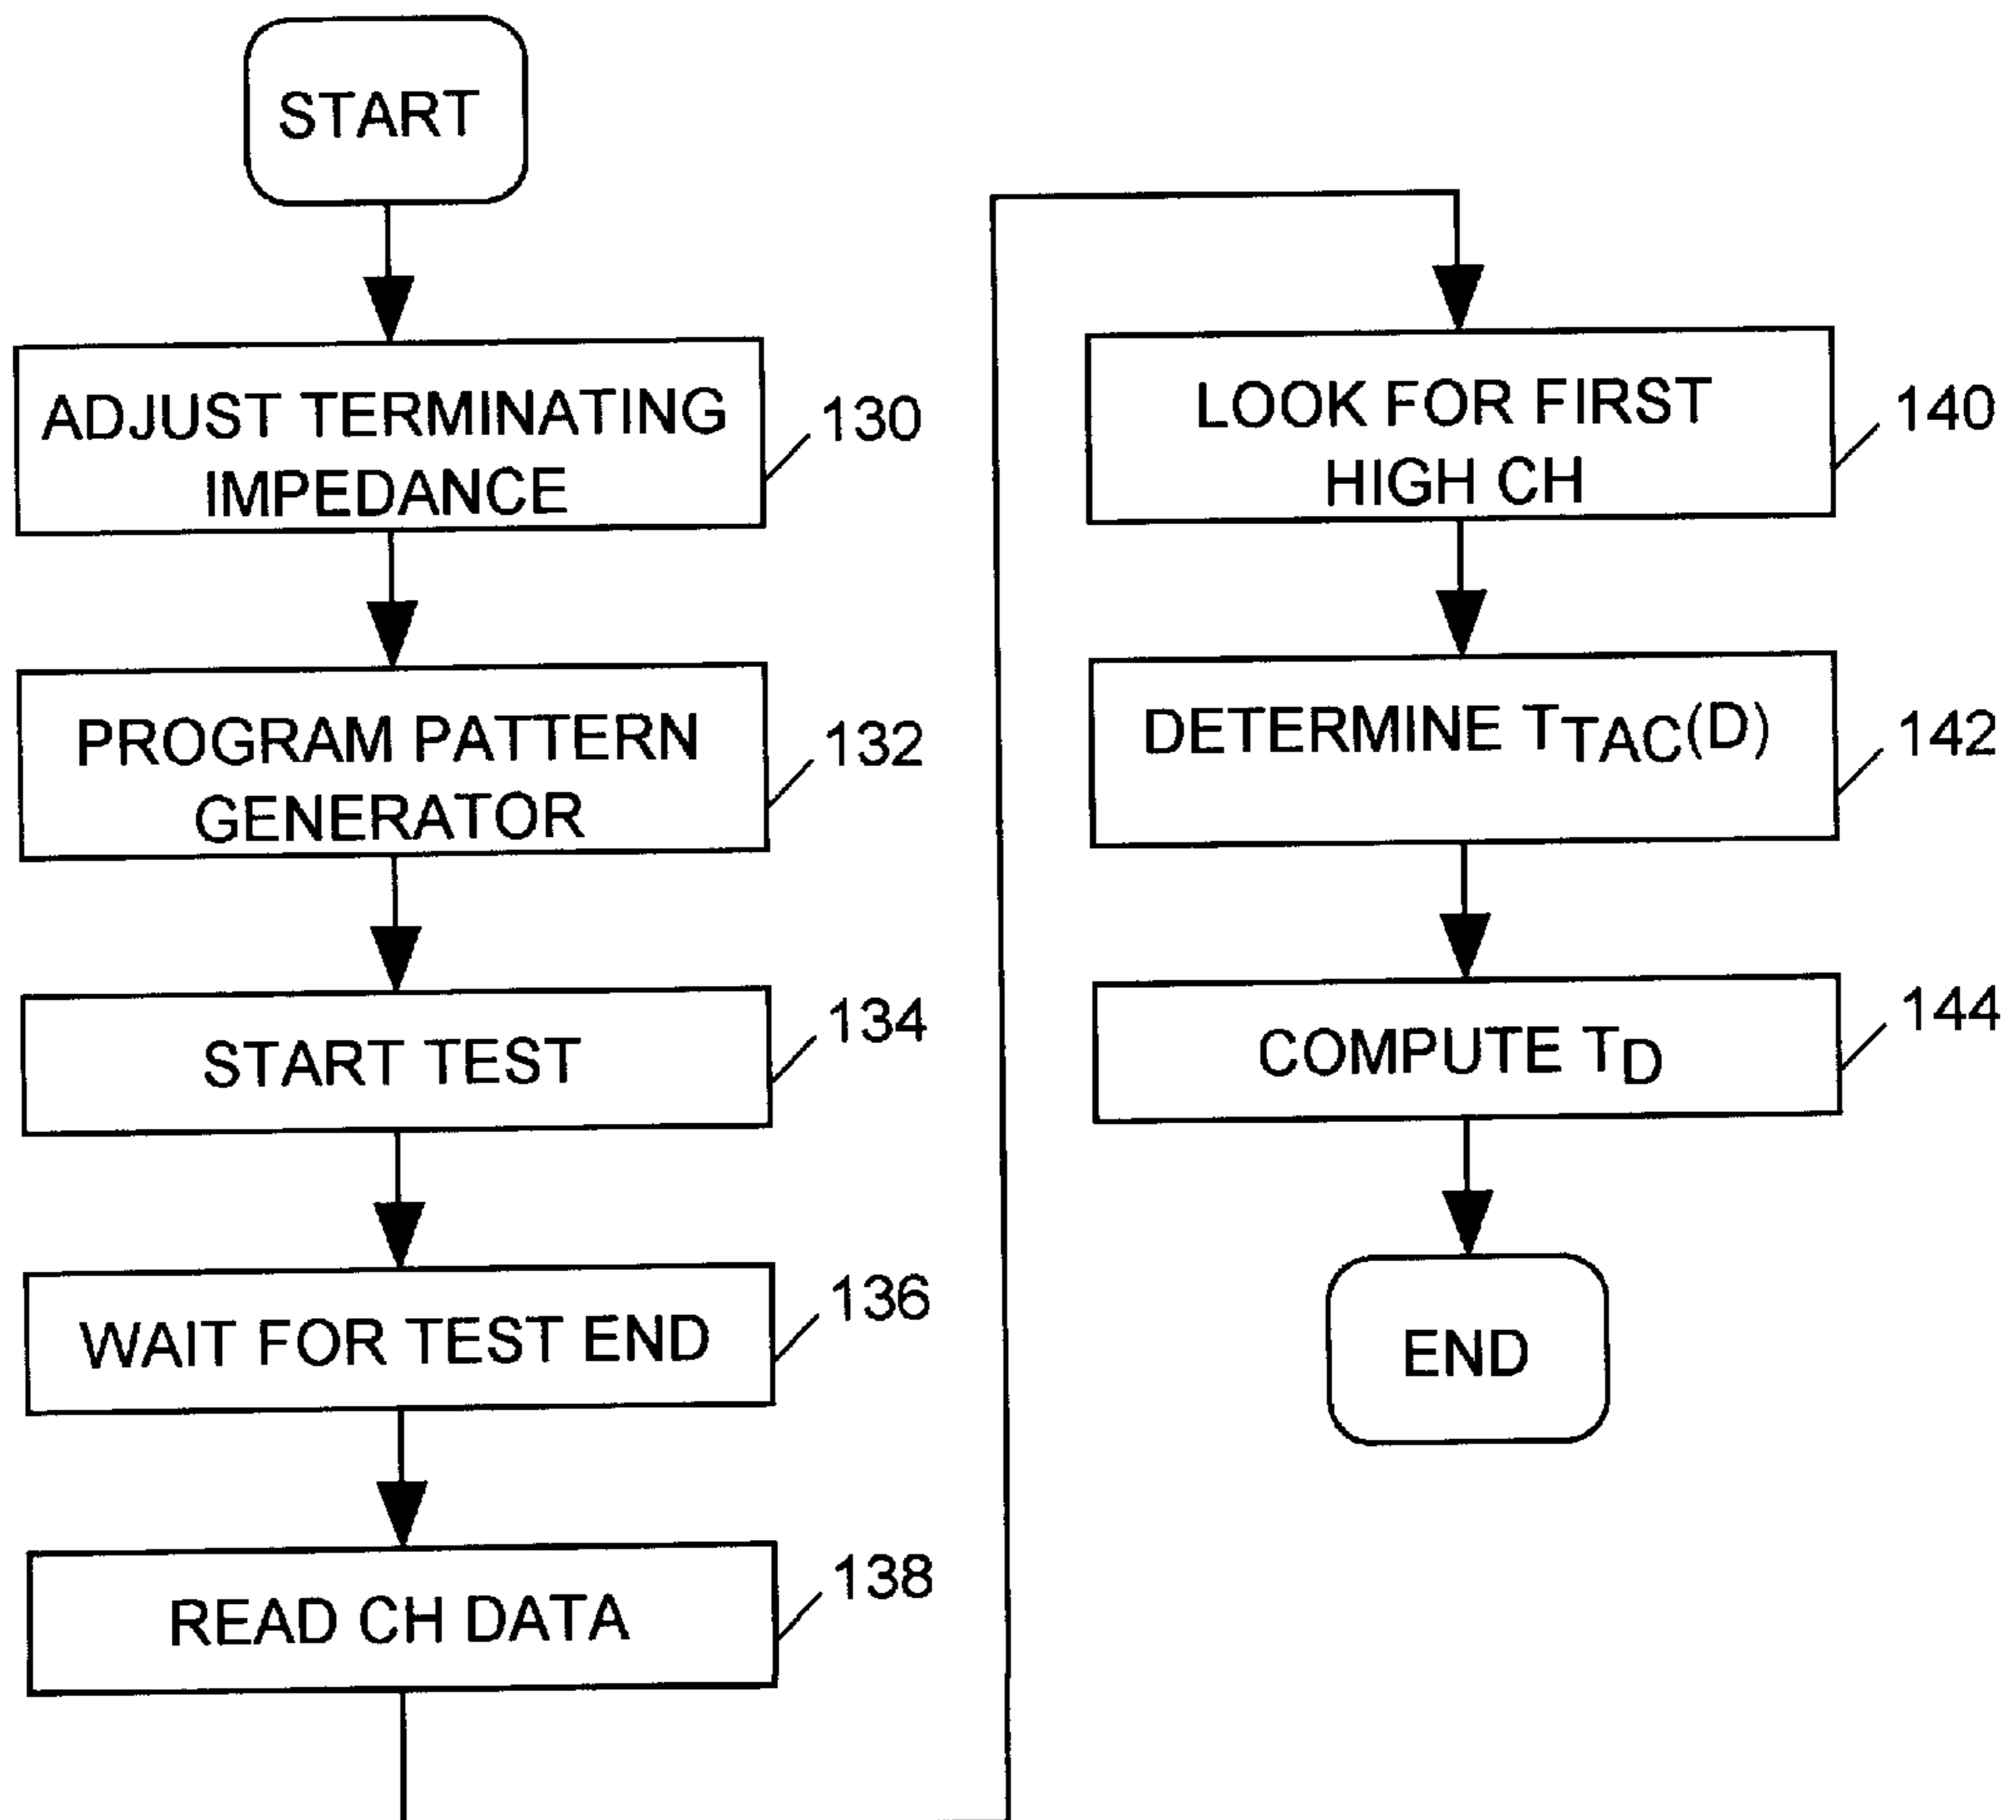 START
ADJUST TERMINATING
IMPEDANCE
130
PROGRAM PATTERN
GENERATOR
132
START TEST
134
WAIT FOR TEST END
136
READ CH DATA
138
LOOK FOR FIRST
HIGH CH
140
DETERMINE TTAC(D)
142
COMPUTE TD
144
END